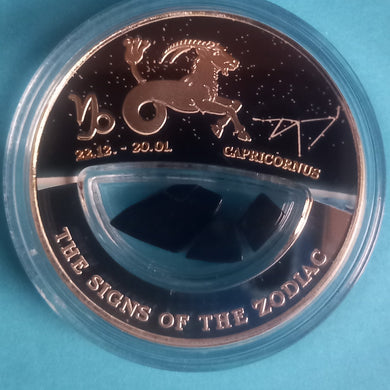 ♑
22.12. - 20.01. CAPRICORNUS
THE SIGNS OF THE ZODIAC